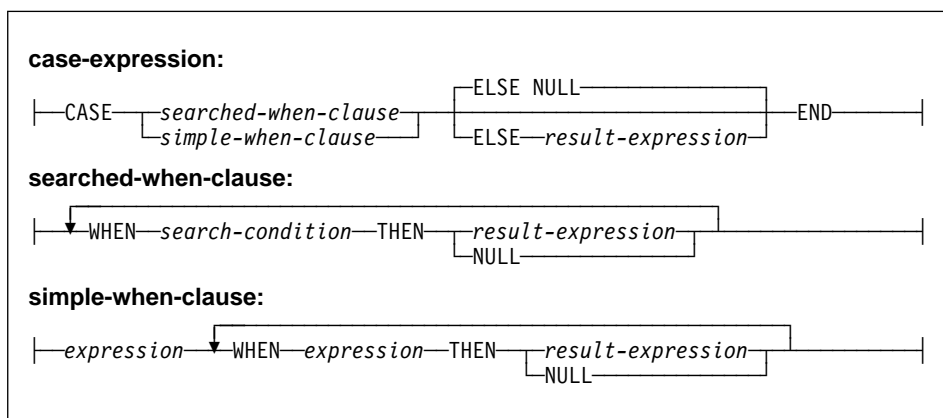 case-expression:
ELSE NULL
CASE searched-when-clause END
simple-when-clause ELSE result-expression
searched-when-clause:
WHEN search-condition THEN result-expression
NULL
simple-when-clause:
expression WHEN expression THEN result-expression
NULL